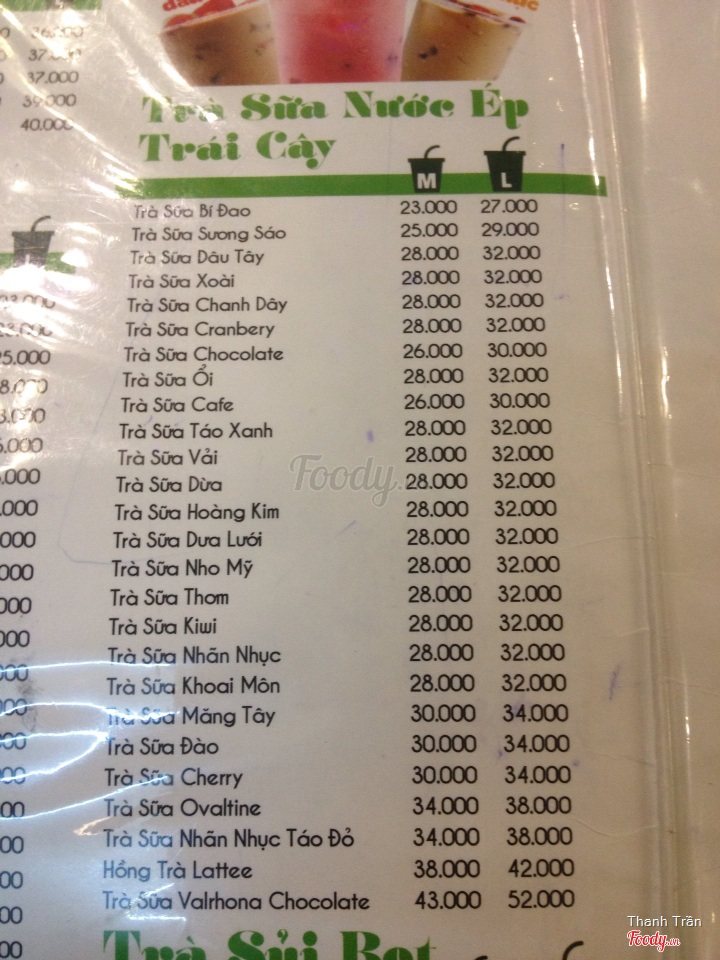 36.000
37.000
37.000
39.000
40.000
Trà Sữa Nước Ép
Trái Cây
M L
Trà Sữa Bí Đao 23.000 27.000
Trà Sữa Sương Sáo 25.000 29.000
Trà Sữa Dâu Tây 28.000 32.000
Trà Sữa Xoài 28.000 32.000
Trà Sữa Chanh Dây 28.000 32.000
Trà Sữa Cranbery 28.000 32.000
Trà Sữa Chocolate 26.000 30.000
Trà Sữa Ổi 28.000 32.000
Trà Sữa Cafe 26.000 30.000
Trà Sữa Táo Xanh 28.000 32.000
Trà Sữa Vải 28.000 32.000
Trà Sữa Dừa 28.000 32.000
Trà Sữa Hoàng Kim 28.000 32.000
Trà Sữa Dưa Lưới 28.000 32.000
Trà Sữa Nho Mỹ 28.000 32.000
Trà Sữa Thơm 28.000 32.000
Trà Sữa Kiwi 28.000 32.000
Trà Sữa Nhãn Nhục 28.000 32.000
Trà Sữa Khoai Môn 28.000 32.000
Trà Sữa Măng Tây 30.000 34.000
Trà Sữa Đào 30.000 34.000
Trà Sữa Cherry 30.000 34.000
Trà Sữa Ovaltine 34.000 38.000
Trà Sữa Nhãn Nhục Táo Đỏ 34.000 38.000
Hồng Trà Lattee 38.000 42.000
Trà Sữa Valrhona Chocolate 43.000 52.000
Trà Sủi Bọt
Foody
Thanh Trần
Foody.vn